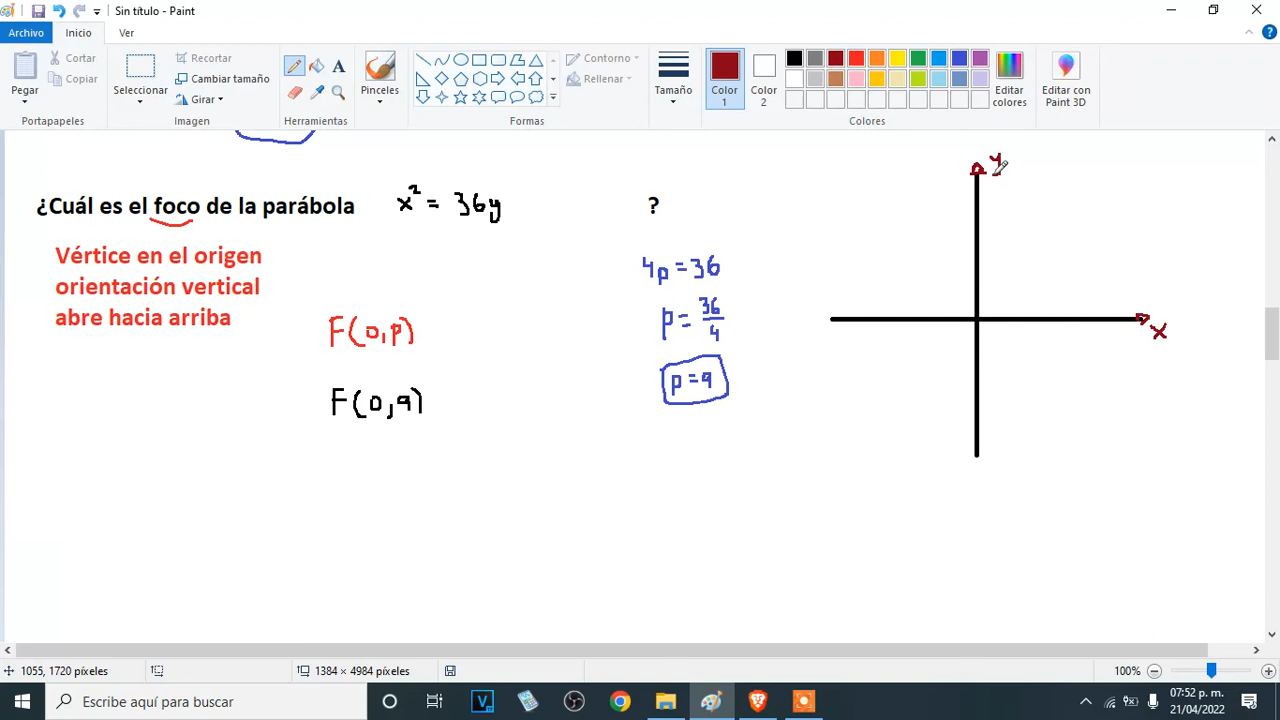 Sin título - Paint
Archivo Inicio Ver
Pegar
Cortar
Copiar
Portapapeles
Seleccionar
Recortar
Cambiar tamaño
Girar
Imagen
A
Herramientas
Pinceles
Contorno
Rellenar
Formas
Tamaño
Color 1
Color 2
Editar colores
Colores
Editar con Paint 3D
¿Cuál es el foco de la parábola x² = 36y ?
Vértice en el origen
orientación vertical
abre hacia arriba
F(0,p)
F(0,9)
4p = 36
p = 36/4
p = 9
y
x
1055, 1720 píxeles
1384 × 4984 píxeles
100%
Escribe aquí para buscar
07:52 p. m.
21/04/2022